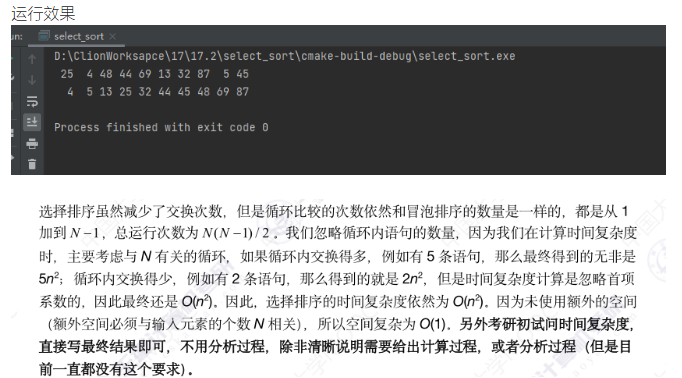 运行效果
un: select_sort ×
D:\ClionWorksapce\17\17.2\select_sort\cmake-build-debug\select_sort.exe
25 4 48 44 69 13 32 87 5 45
4 5 13 25 32 44 45 48 69 87
Process finished with exit code 0
选择排序虽然减少了交换次数，但是循环比较的次数依然和冒泡排序的数量是一样的，都是从 1
加到 N−1，总运行次数为 N(N−1)/2。我们忽略循环内语句的数量，因为我们在计算时间复杂度
时，主要考虑与 N 有关的循环，如果循环内交换得多，例如有 5 条语句，那么最终得到的无非是
5n²；循环内交换得少，例如有 2 条语句，那么得到的就是 2n²，但是时间复杂度计算是忽略首项
系数的，因此最终还是 O(n²)。因此，选择排序的时间复杂度依然为 O(n²)。因为未使用额外的空间
（额外空间必须与输入元素的个数 N 相关），所以空间复杂为 O(1)．另外考研初试问时间复杂度，
直接写最终结果即可，不用分析过程，除非清晰说明需要给出计算过程，或者分析过程（但是目
前一直都没有这个要求）．